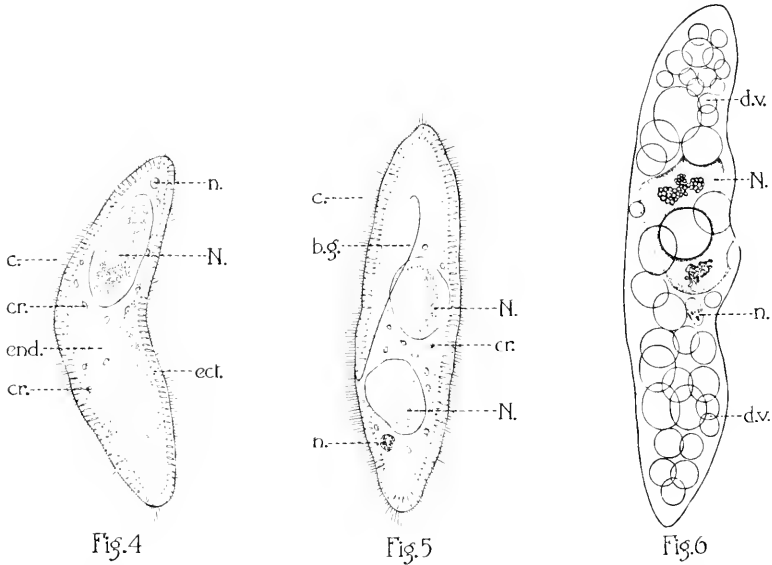 n.
N.
c.
cr.
end.
cr.
ect.
Fig.4
c.
b.g.
N.
cr.
N.
n.
Fig.5
d.v.
N.
n.
d.v.
Fig.6